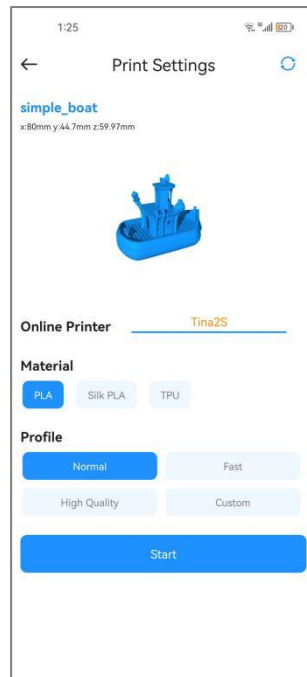 1:25
20
Print Settings
simple_boat
x:80mm y:44.7mm z:59.97mm
Online Printer Tina2S
Material
PLA Silk PLA TPU
Profile
Normal Fast
High Quality Custom
Start